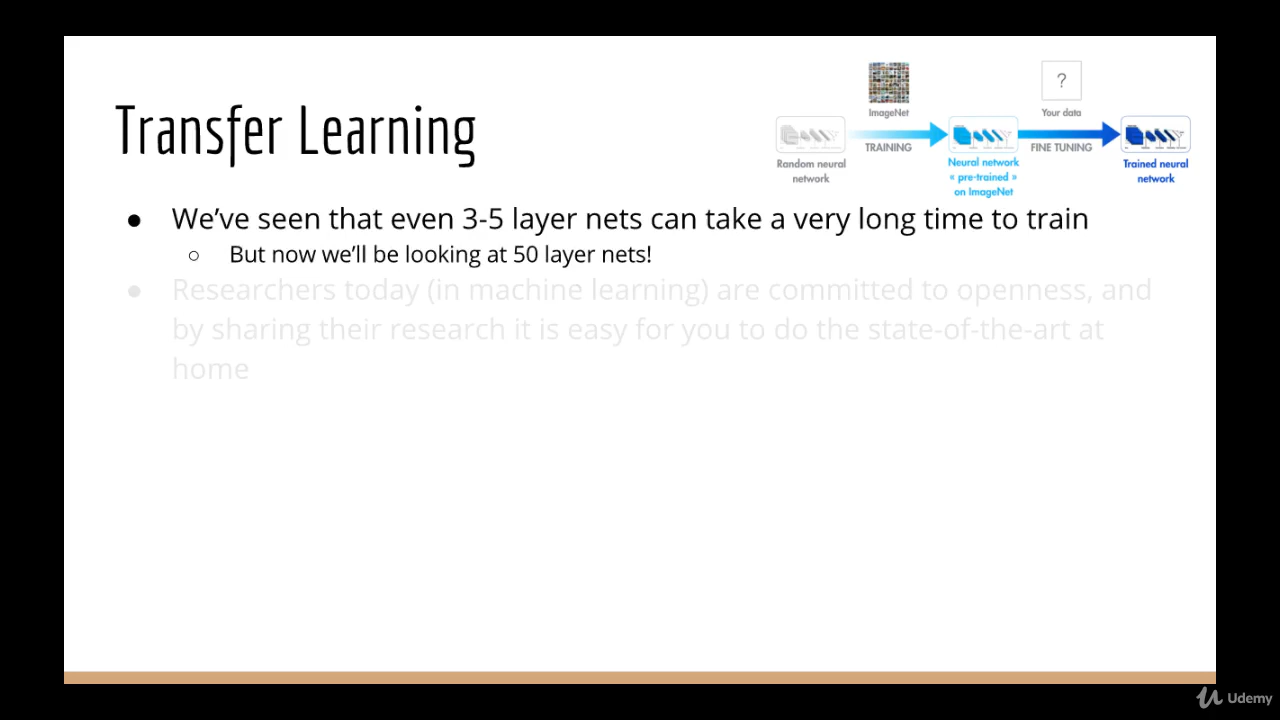 Transfer Learning
ImageNet
Your data
?
TRAINING
FINE TUNING
Random neural
network
Neural network
« pre-trained »
on ImageNet
Trained neural
network
● We've seen that even 3-5 layer nets can take a very long time to train
○ But now we'll be looking at 50 layer nets!
● Researchers today (in machine learning) are committed to openness, and
by sharing their research it is easy for you to do the state-of-the-art at
home
Udemy